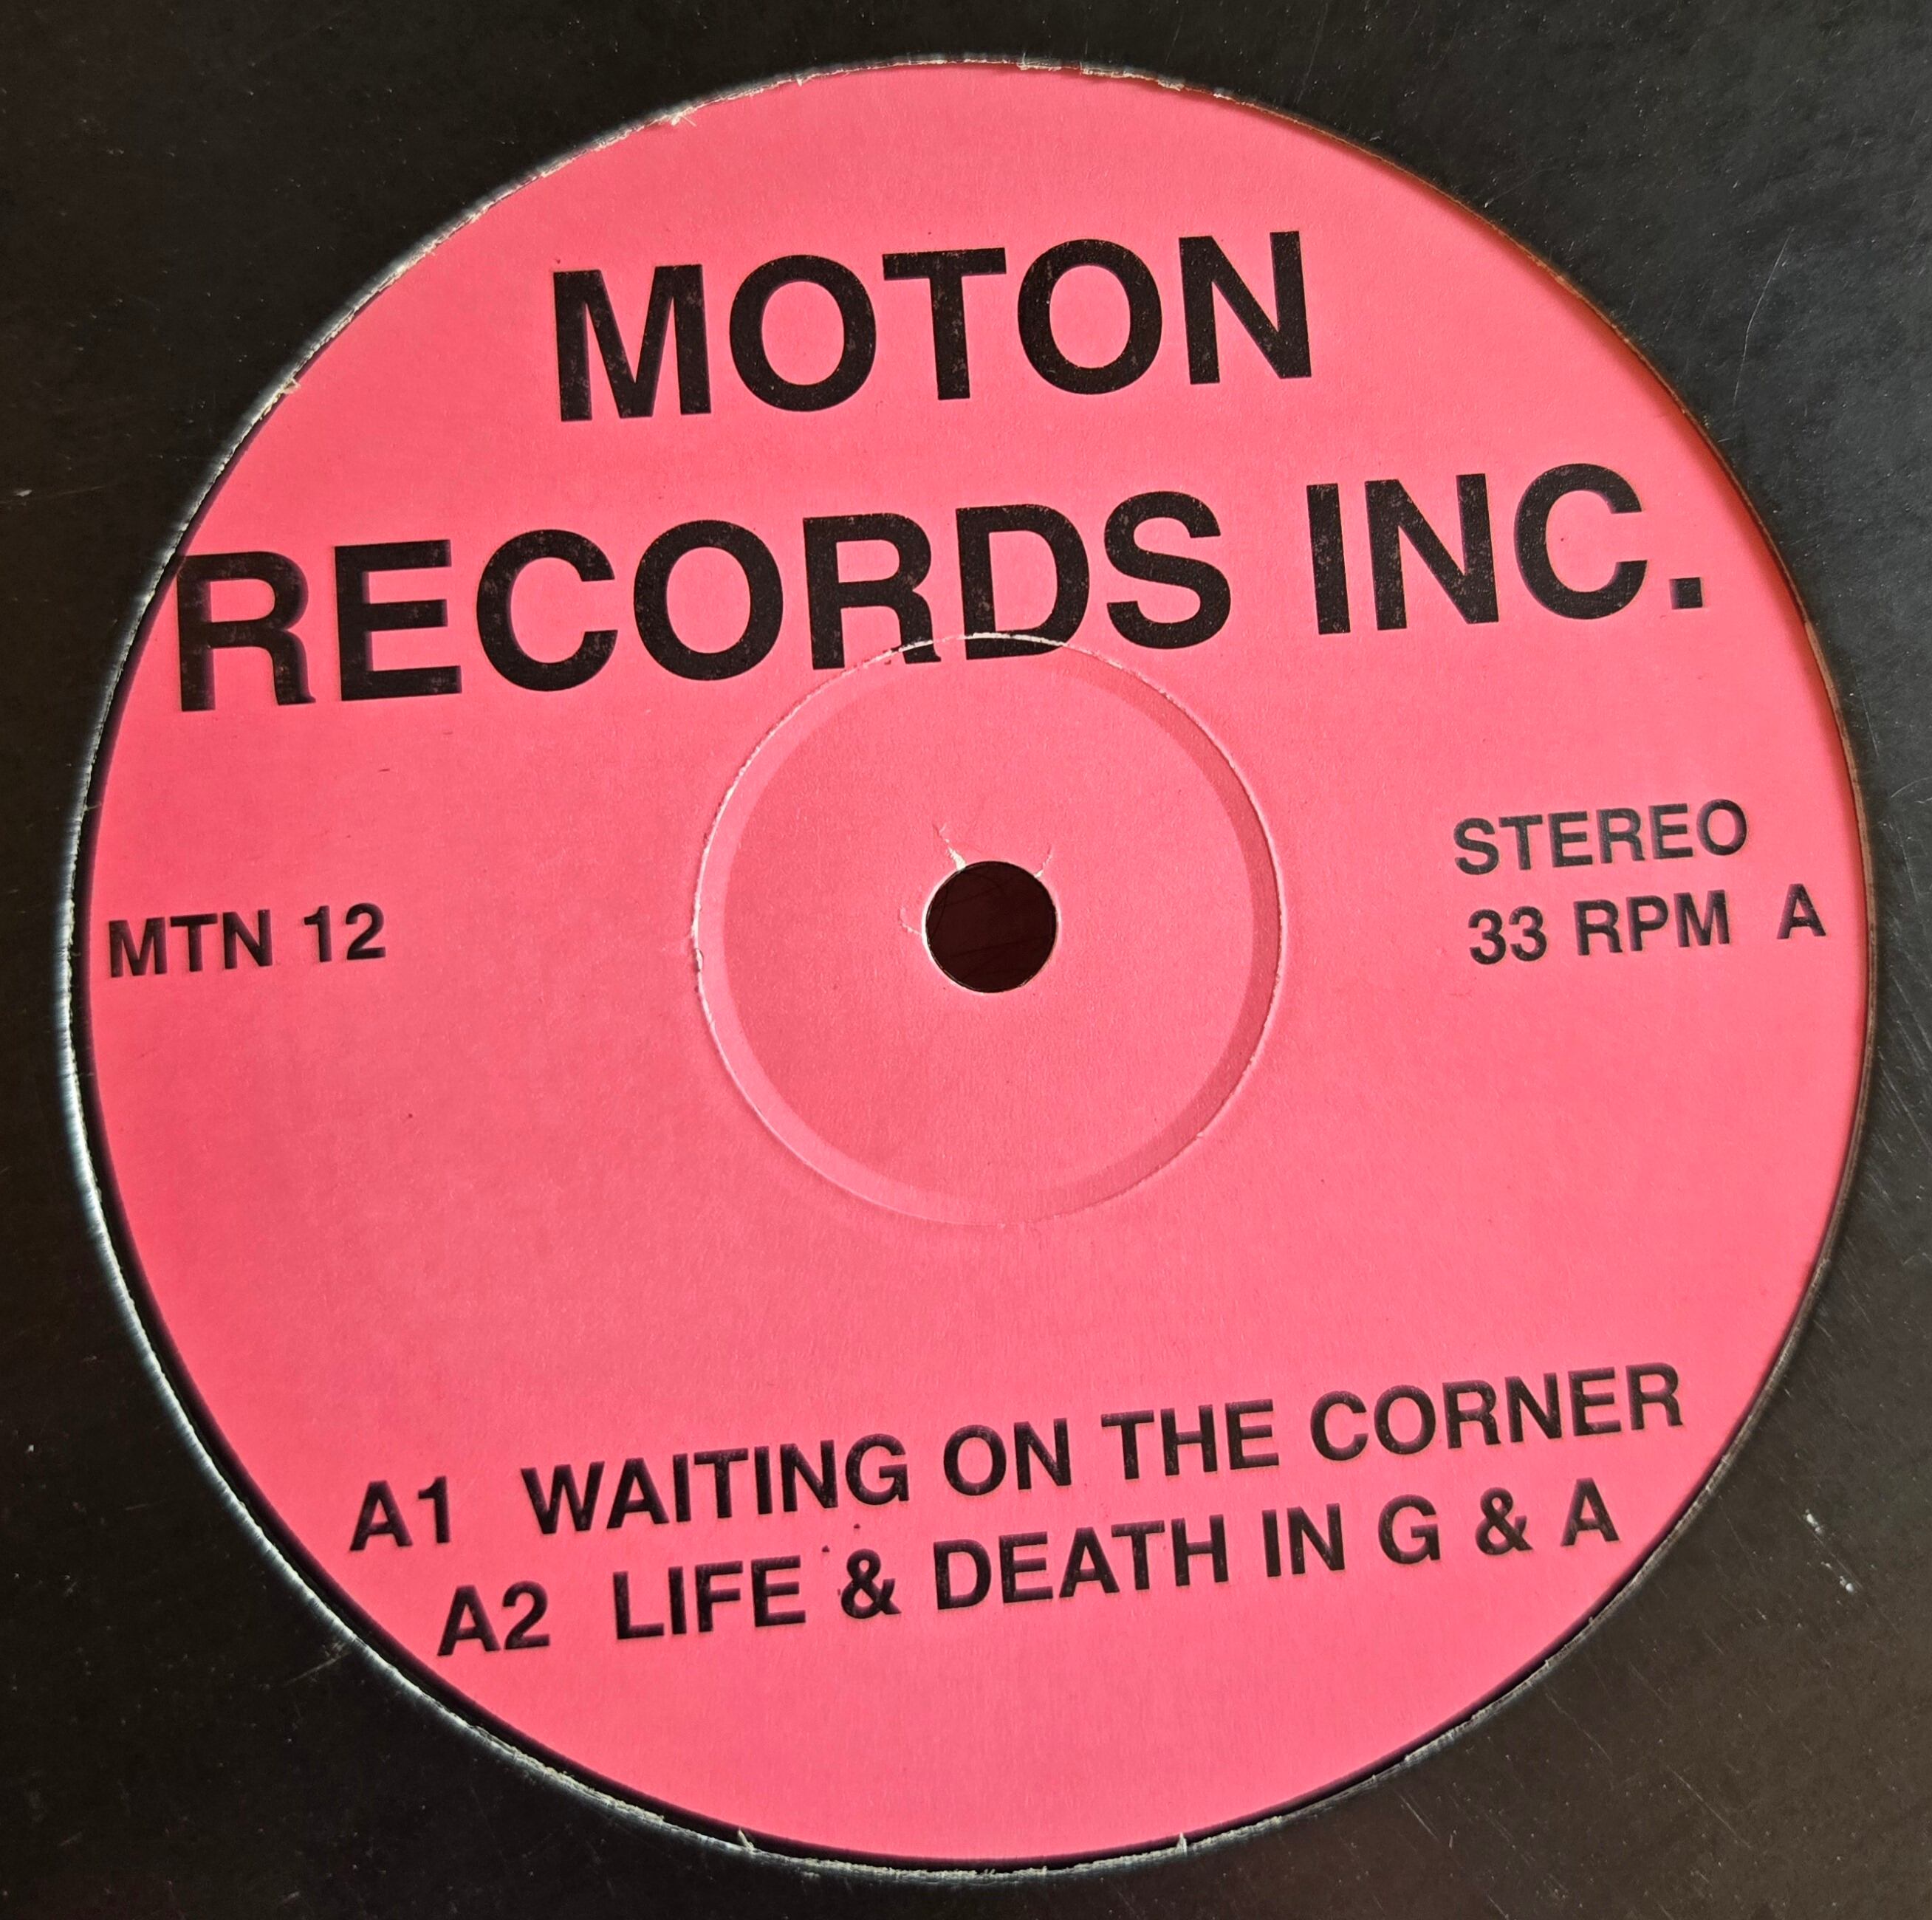 MOTON
RECORDS INC.
STEREO
MTN 12
33 RPM A
A1 WAITING ON THE CORNER
A2 LIFE & DEATH IN G & A